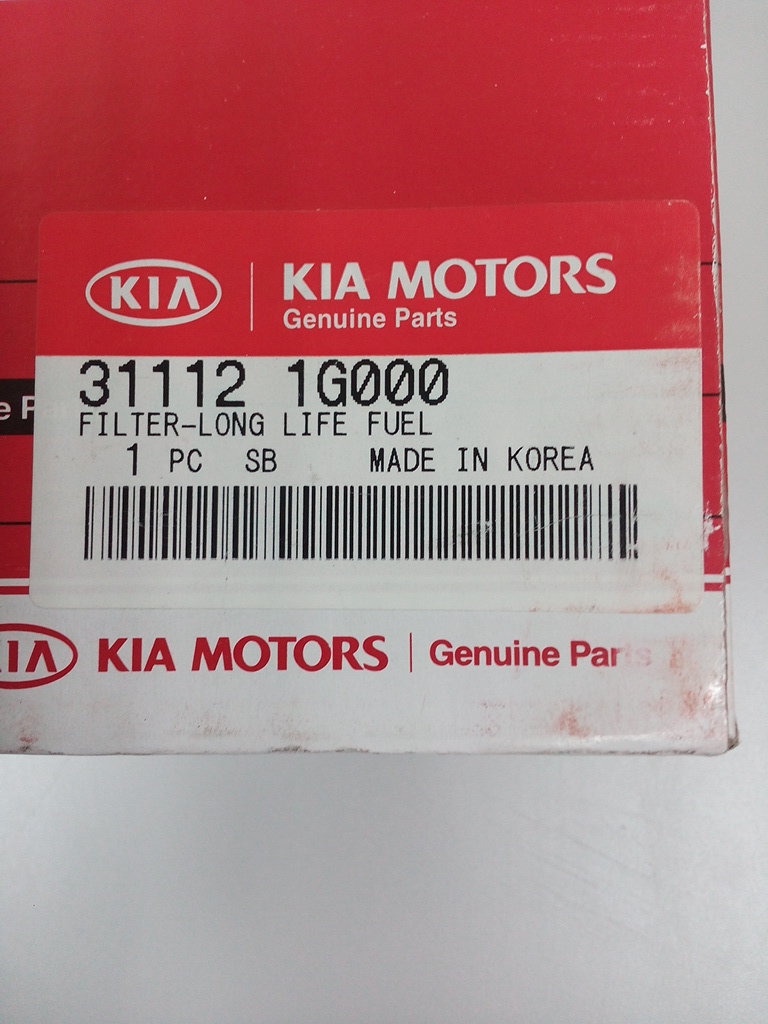 KIA KIA MOTORS
Genuine Parts
31112 1G000
FILTER-LONG LIFE FUEL
1 PC SB MADE IN KOREA
KIA KIA MOTORS Genuine Parts